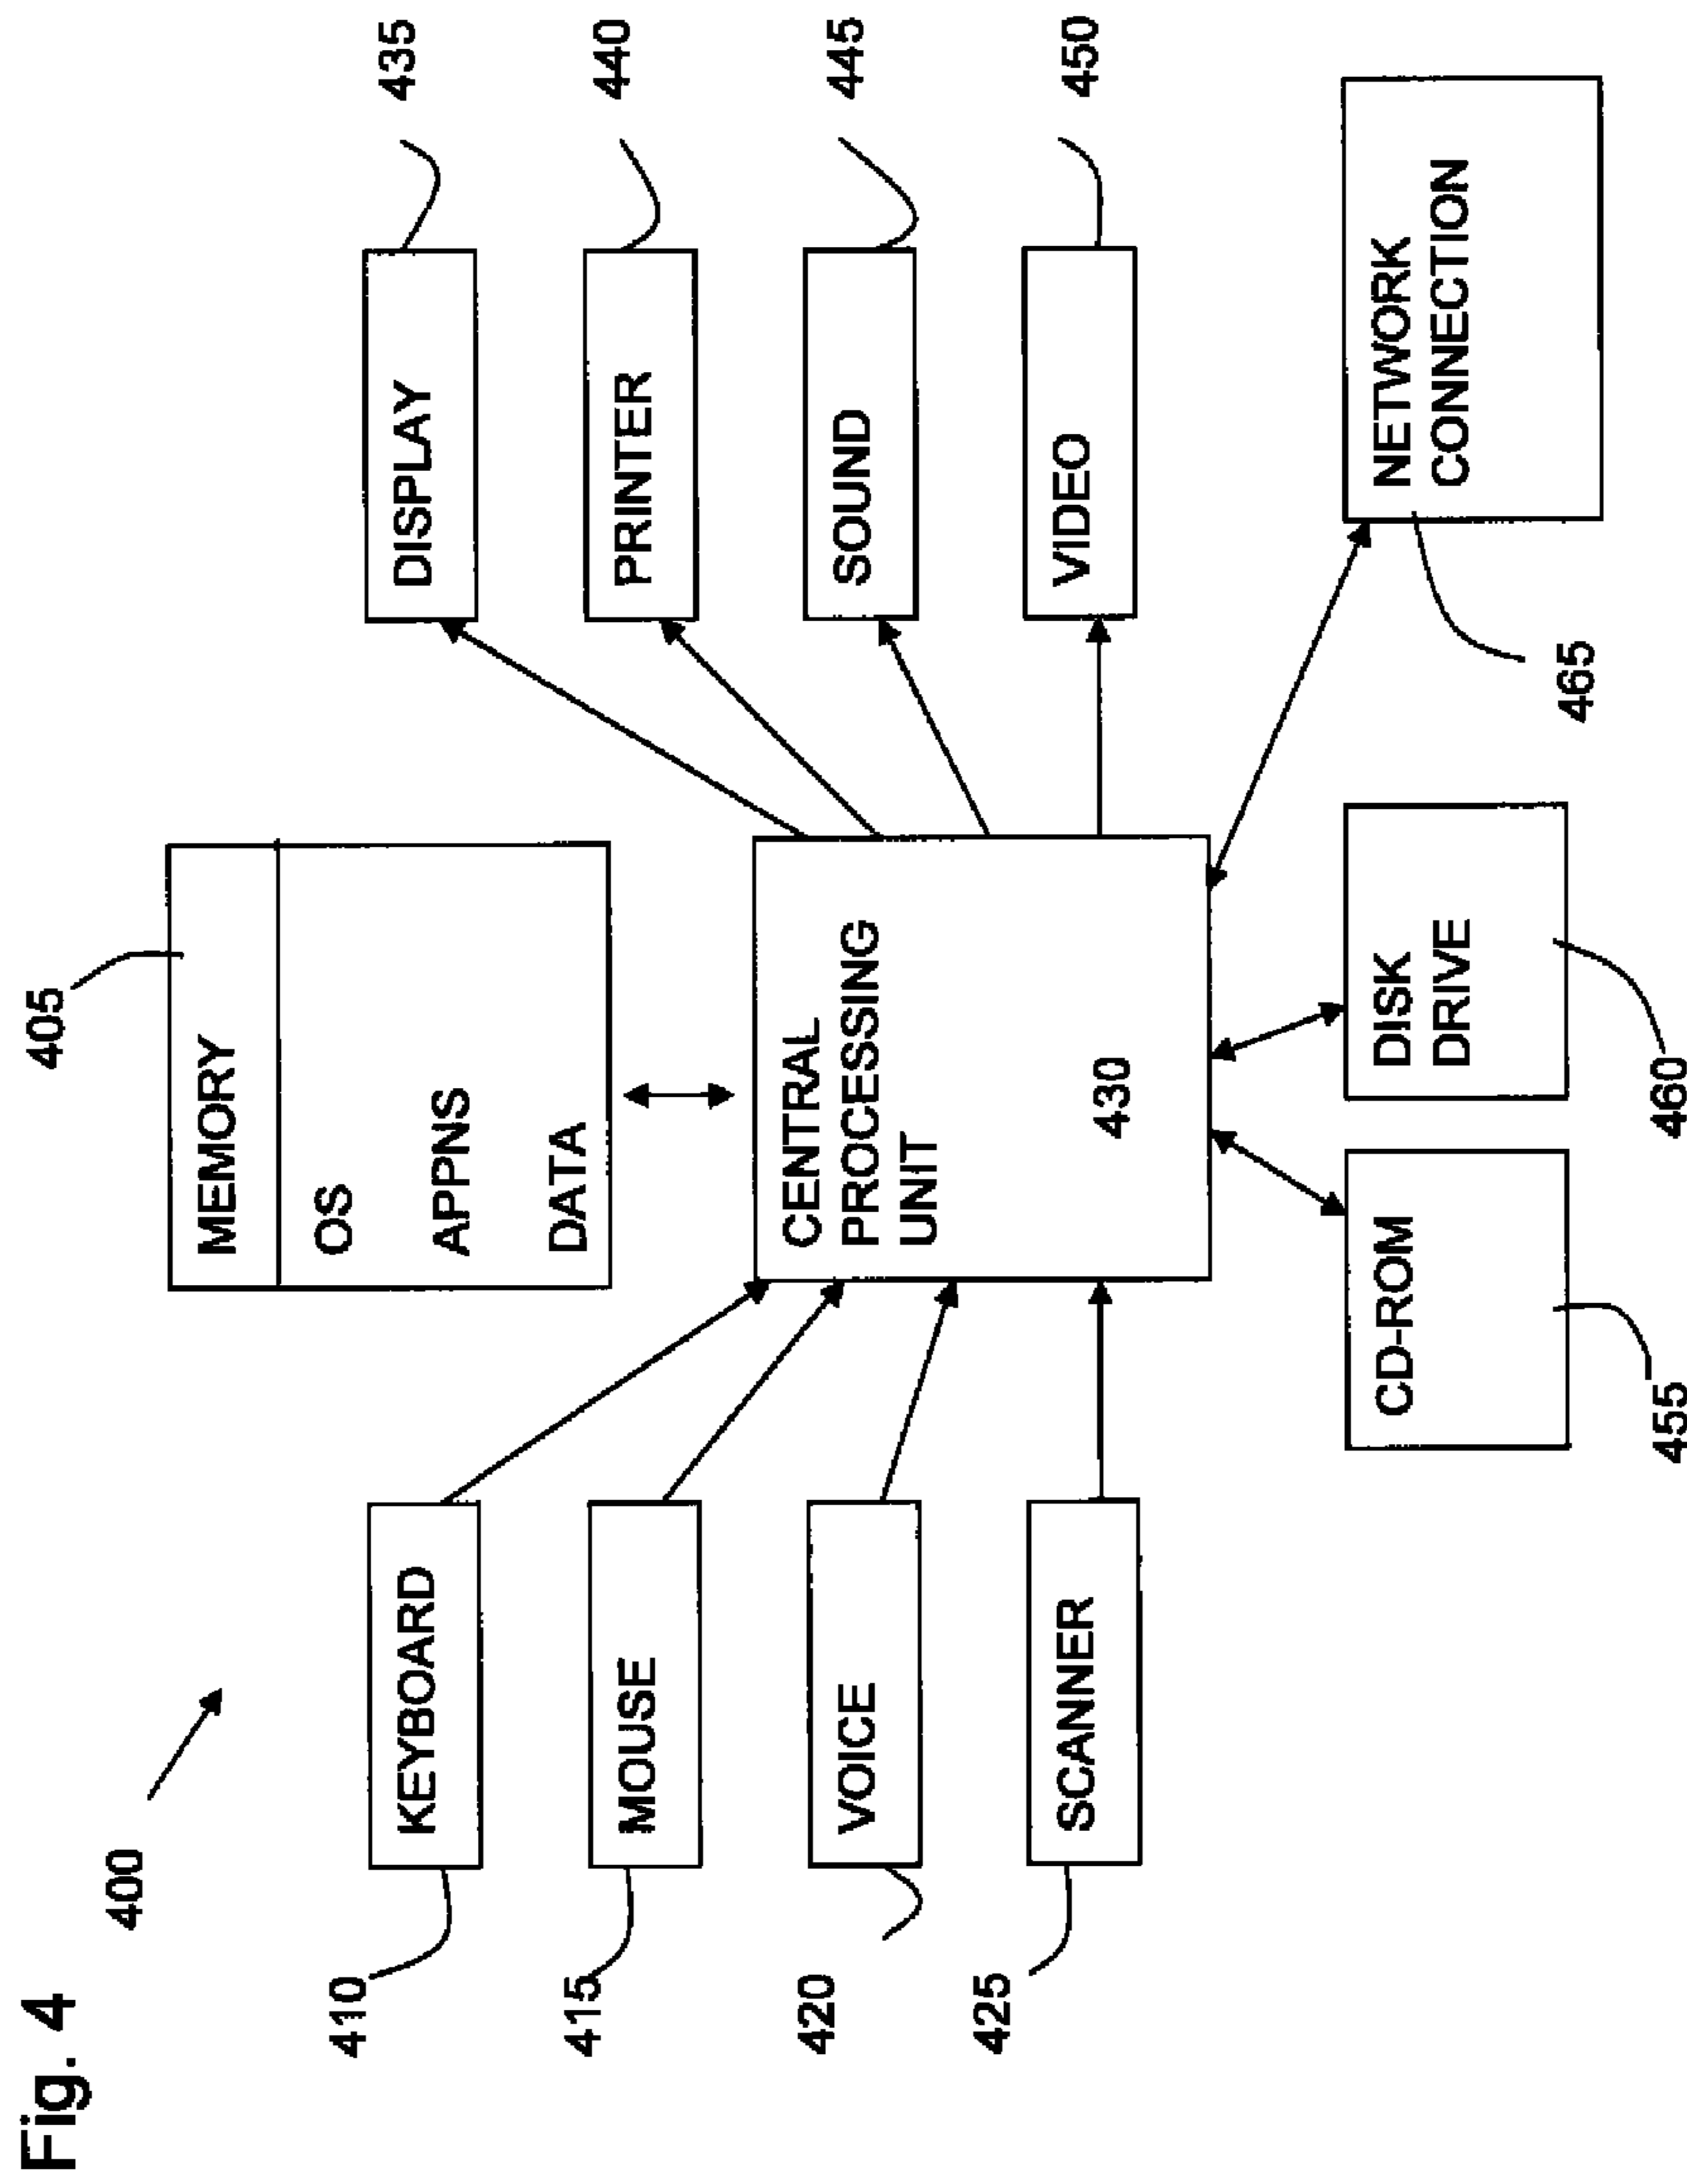 Fig. 4
400
405
MEMORY
OS
APPNS
DATA
410
KEYBOARD
415
MOUSE
420
VOICE
425
SCANNER
CENTRAL
PROCESSING
UNIT
430
DISPLAY
435
PRINTER
440
SOUND
445
VIDEO
450
CD-ROM
455
DISK
DRIVE
460
NETWORK
CONNECTION
465